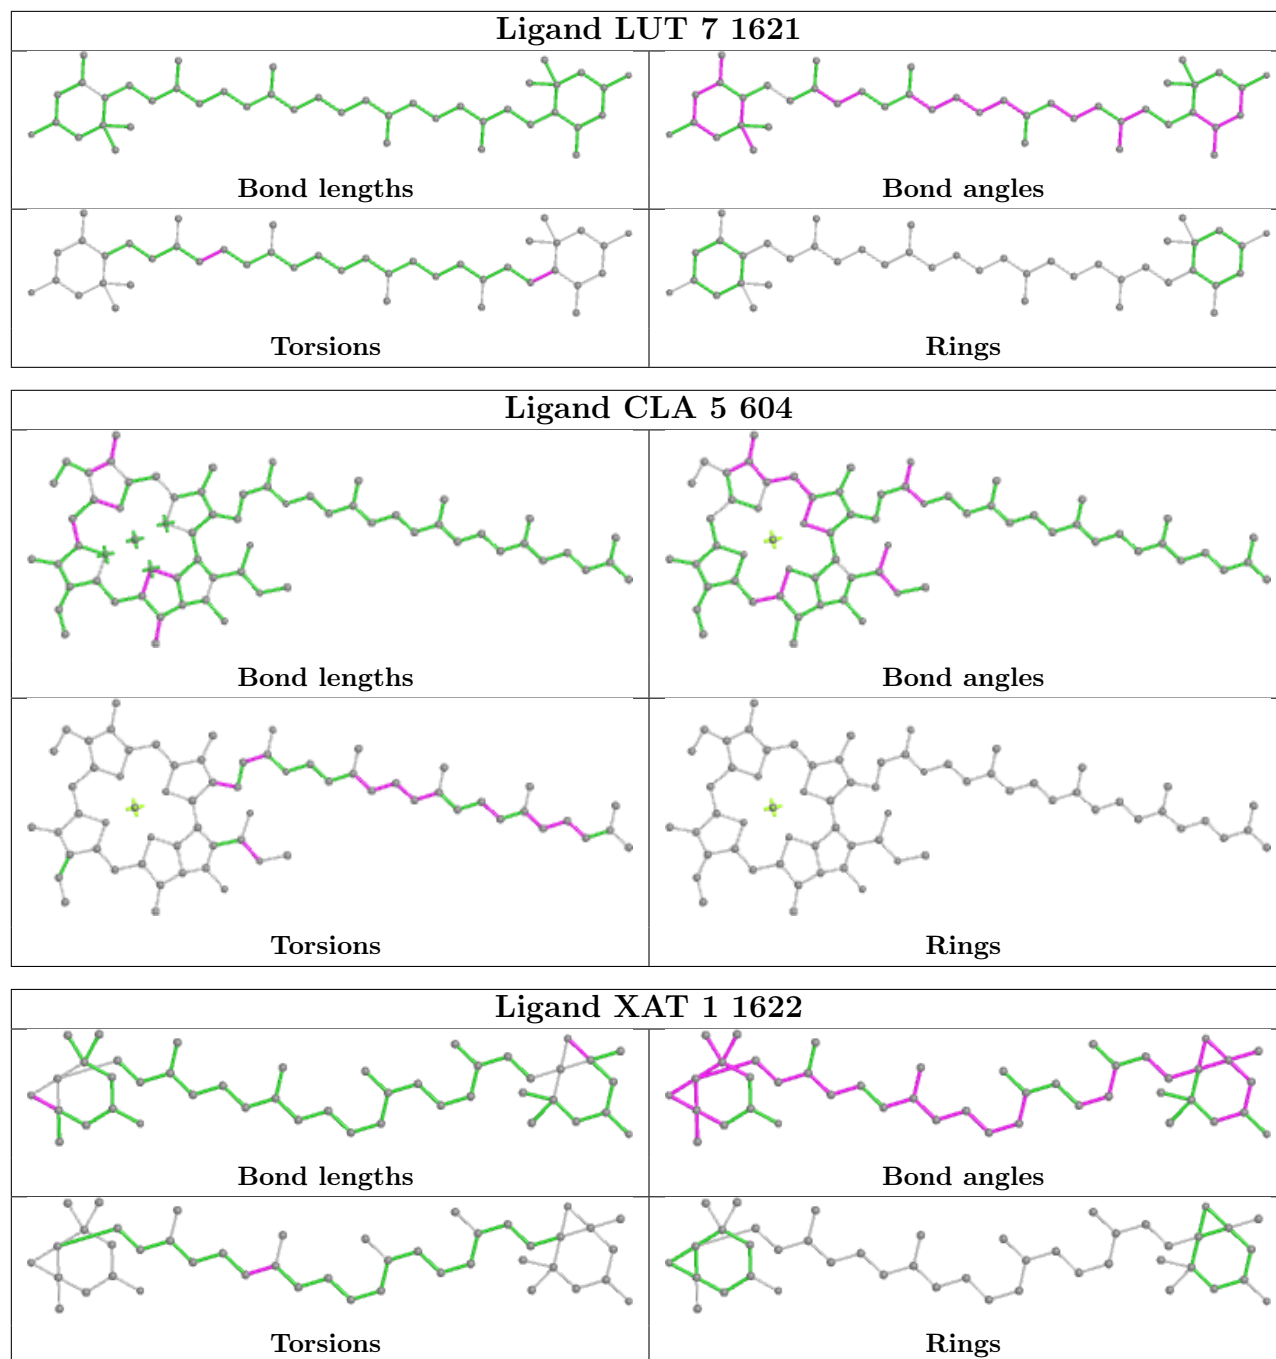 Ligand LUT 7 1621
Bond lengths
Bond angles
Torsions
Rings
Ligand CLA 5 604
Bond lengths
Bond angles
Torsions
Rings
Ligand XAT 1 1622
Bond lengths
Bond angles
Torsions
Rings